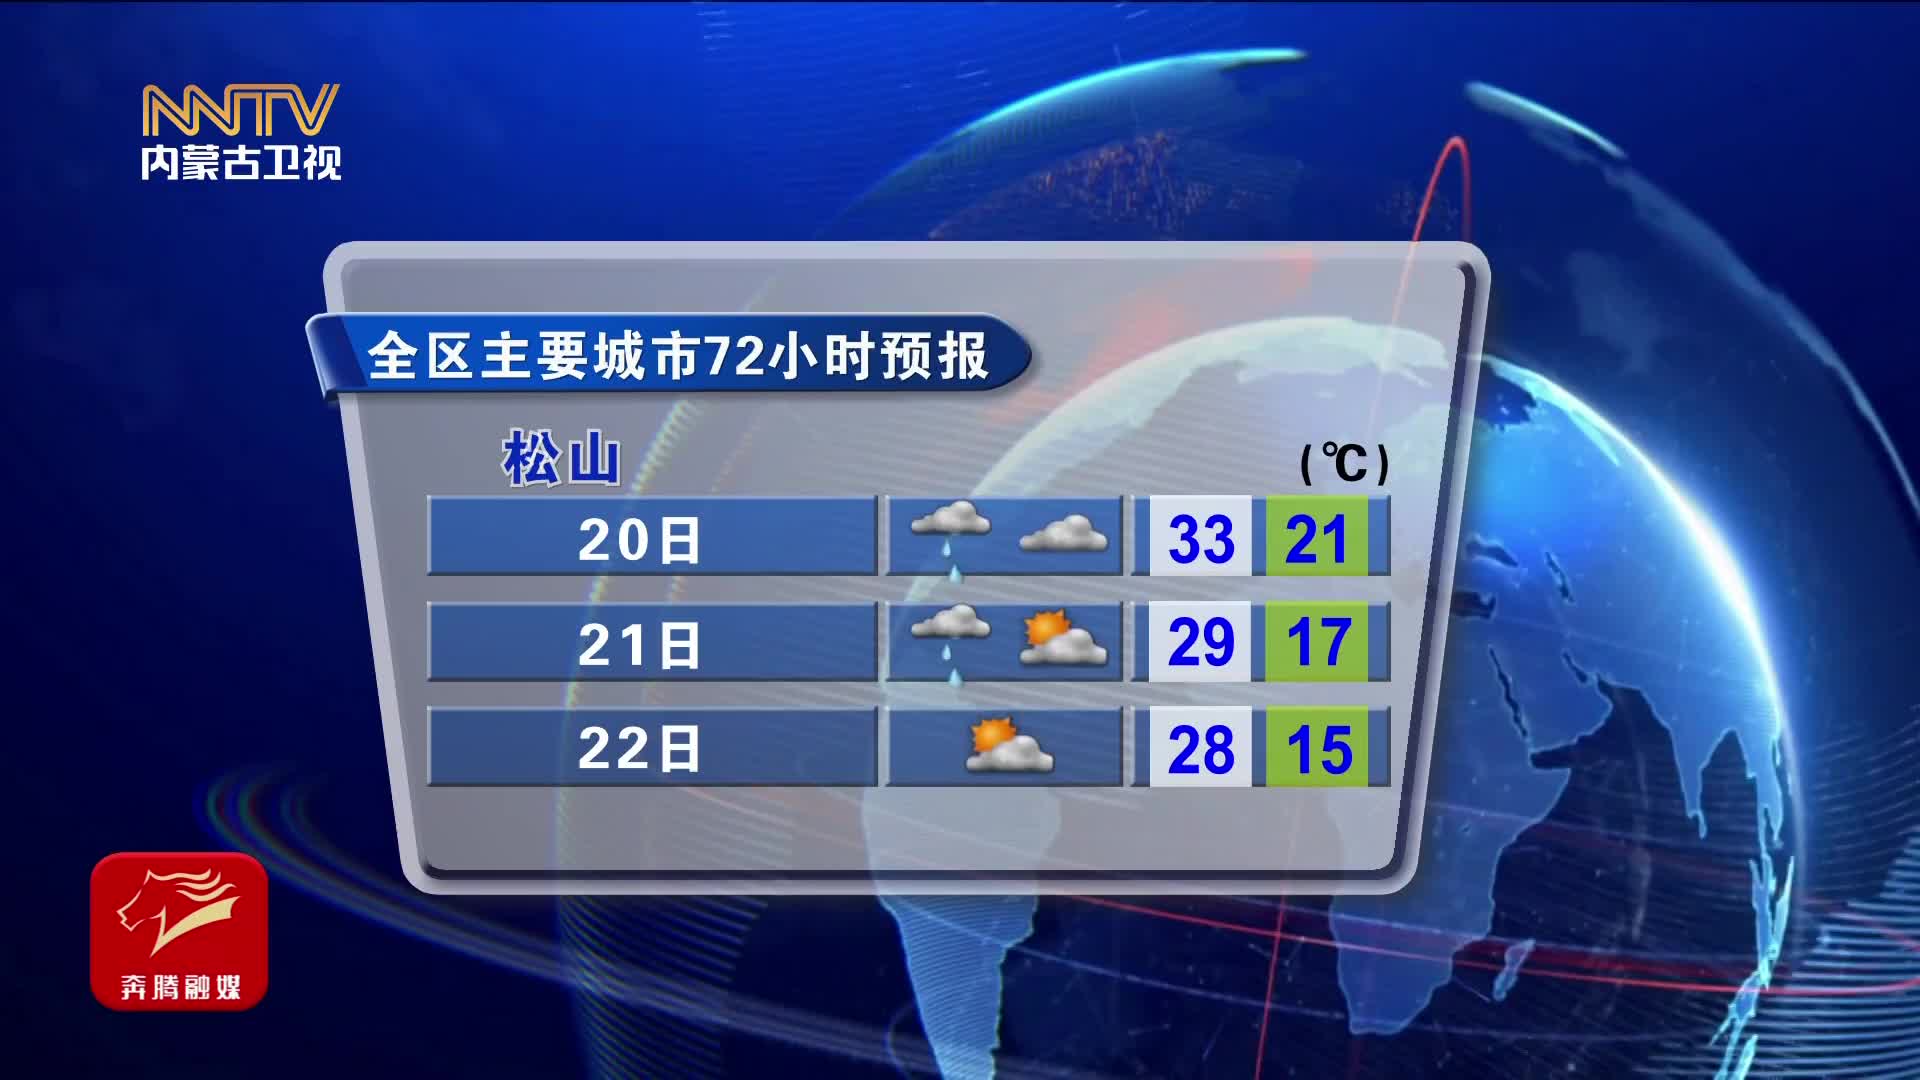 NNTV
内蒙古卫视
全区主要城市72小时预报
松山 (℃)
20日 33 21
21日 29 17
22日 28 15
奔腾融媒